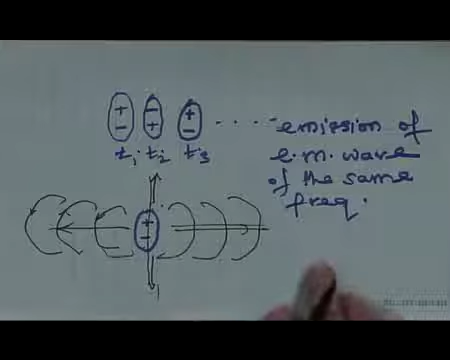 + − +
− + −
t₁ t₂ t₃
.... emission of
e.m. wave
of the same
freq.
+
−